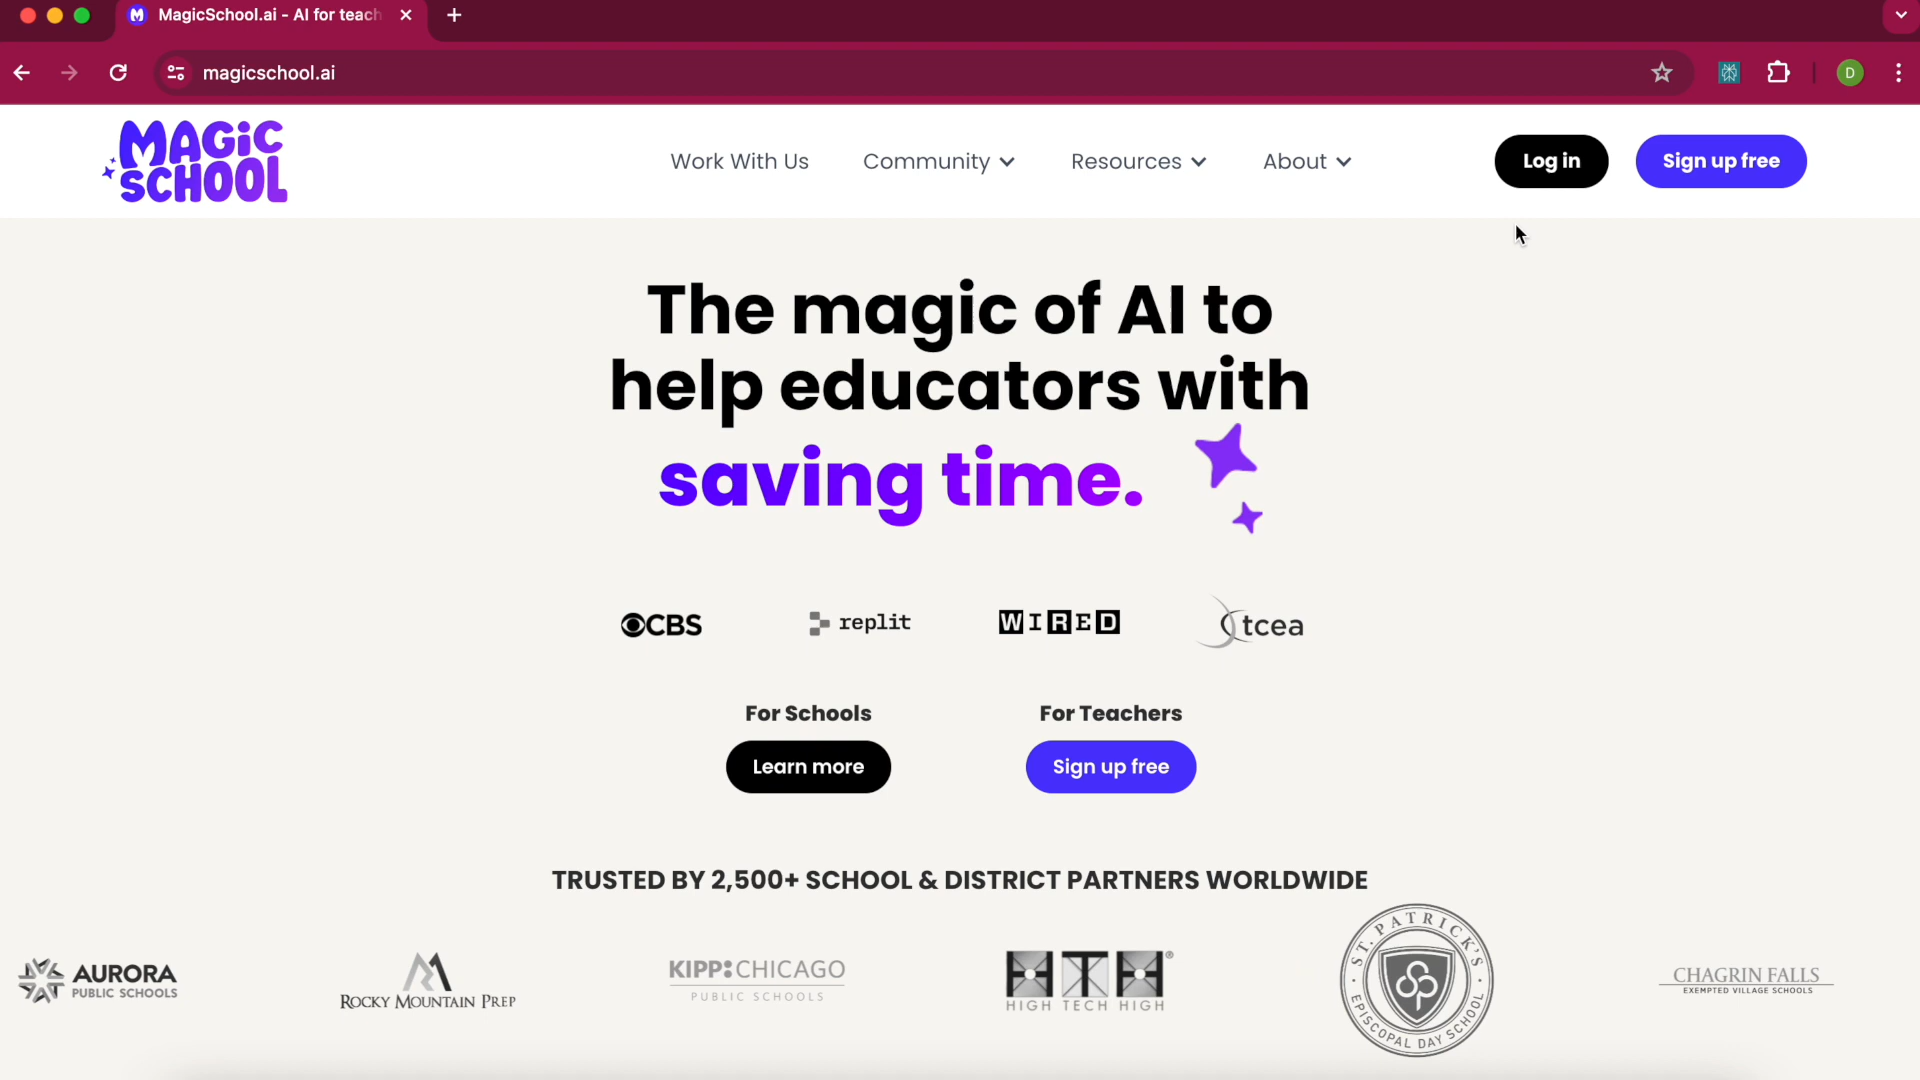 MagicSchool.ai - AI for teach
magicschool.ai
D
MAGIC
SCHOOL
Work With Us
Community
Resources
About
Log in
Sign up free
The magic of AI to
help educators with
saving time.
CBS
replit
WIRED
tcea
For Schools
For Teachers
Learn more
Sign up free
TRUSTED BY 2,500+ SCHOOL & DISTRICT PARTNERS WORLDWIDE
AURORA
PUBLIC SCHOOLS
ROCKY MOUNTAIN PREP
KIPP:CHICAGO
PUBLIC SCHOOLS
HTH®
HIGH TECH HIGH
ST. PATRICK'S
EPISCOPAL DAY SCHOOL
CHAGRIN FALLS
EXEMPTED VILLAGE SCHOOLS